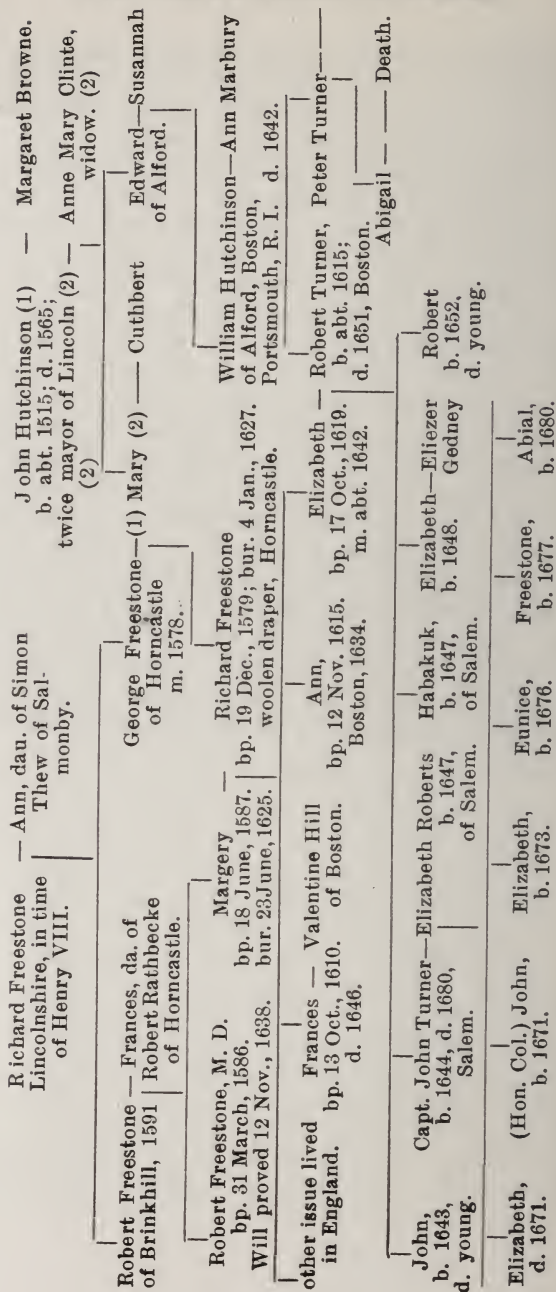 Richard Freestone — Ann, dau. of Simon
Lincolnshire, in time Thew of Sal-
of Henry VIII. monby.
John Hutchinson (1) — Margaret Browne.
b. abt. 1515; d. 1565;
twice mayor of Lincoln (2) — Anne Mary Clinte,
(2) widow. (2)
Robert Freestone — Frances, da. of
of Brinkhill, 1591 Robert Rathbecke
of Horncastle.
George Freestone—(1) Mary (2) —— Cuthbert
of Horncastle
m. 1578.
Edward—Susannah
of Alford.
Robert Freestone, M. D.
bp. 31 March, 1586.
Will proved 12 Nov., 1638.
Margery — Richard Freestone
bp. 18 June, 1587. bp. 19 Dec., 1579; bur. 4 Jan., 1627.
bur. 23 June, 1625. woolen draper, Horncastle.
William Hutchinson—Ann Marbury
of Alford, Boston,
Portsmouth, R. I. d. 1642.
other issue lived
in England.
Frances — Valentine Hill
bp. 13 Oct., 1610. of Boston.
d. 1646.
Ann,
bp. 12 Nov. 1615.
Boston, 1634.
Elizabeth — Robert Turner, Peter Turner——
bp. 17 Oct., 1619. b. abt. 1615;
m. abt. 1642. d. 1651, Boston.
Abigail — —— Death.
John,
b. 1643,
d. young.
Capt. John Turner—Elizabeth Roberts
b. 1644, d. 1680, b. 1647,
Salem. of Salem.
Habakuk,
b. 1647,
of Salem.
Elizabeth—Eliezer
b. 1648. Gedney
Robert
b. 1652,
d. young.
Elizabeth, (Hon. Col.) John, Elizabeth, Eunice, Freestone, Abial,
d. 1671. b. 1671. b. 1673. b. 1676. b. 1677. b. 1680.